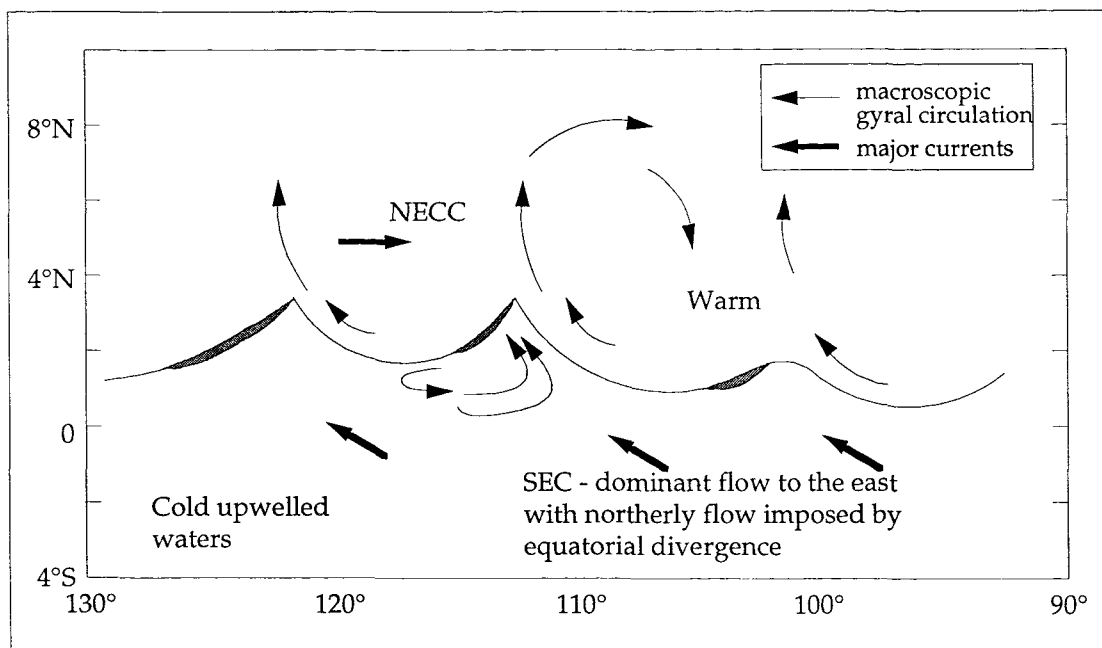 macroscopic
gyral circulation
major currents
8°N
NECC
4°N
Warm
0
SEC - dominant flow to the east
with northerly flow imposed by
equatorial divergence
Cold upwelled
waters
4°S
130°
120°
110°
100°
90°